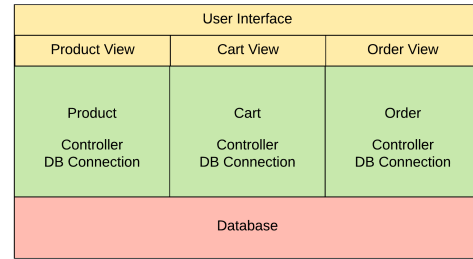 User Interface
Product View
Cart View
Order View
Product
Controller
DB Connection
Cart
Controller
DB Connection
Order
Controller
DB Connection
Database